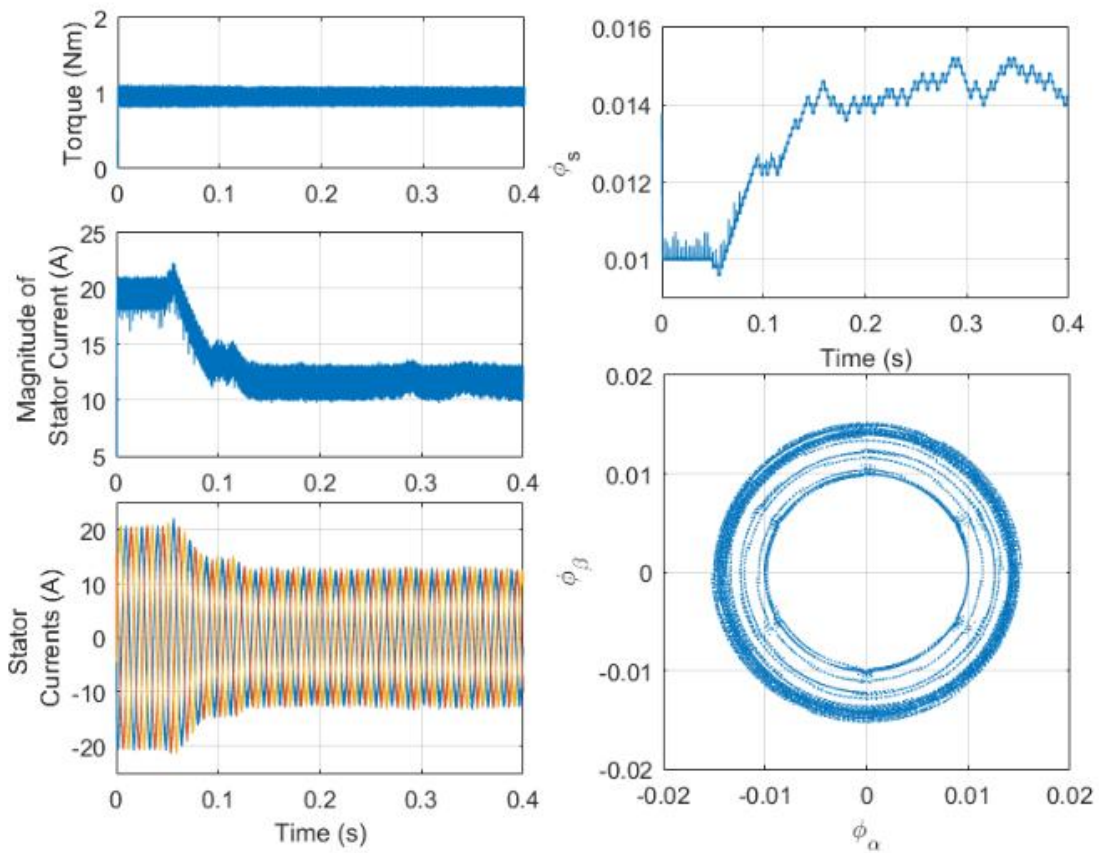 2
1
0
Torque (Nm)
0 0.1 0.2 0.3 0.4
25
20
15
10
5
Magnitude of
Stator Current (A)
0 0.1 0.2 0.3 0.4
20
10
0
-10
-20
Stator
Currents (A)
0 0.1 0.2 0.3 0.4
Time (s)
0.016
0.014
0.012
0.01
ϕ_s
0 0.1 0.2 0.3 0.4
Time (s)
0.02
0.01
0
-0.01
-0.02
ϕ_β
-0.02 -0.01 0 0.01 0.02
ϕ_α